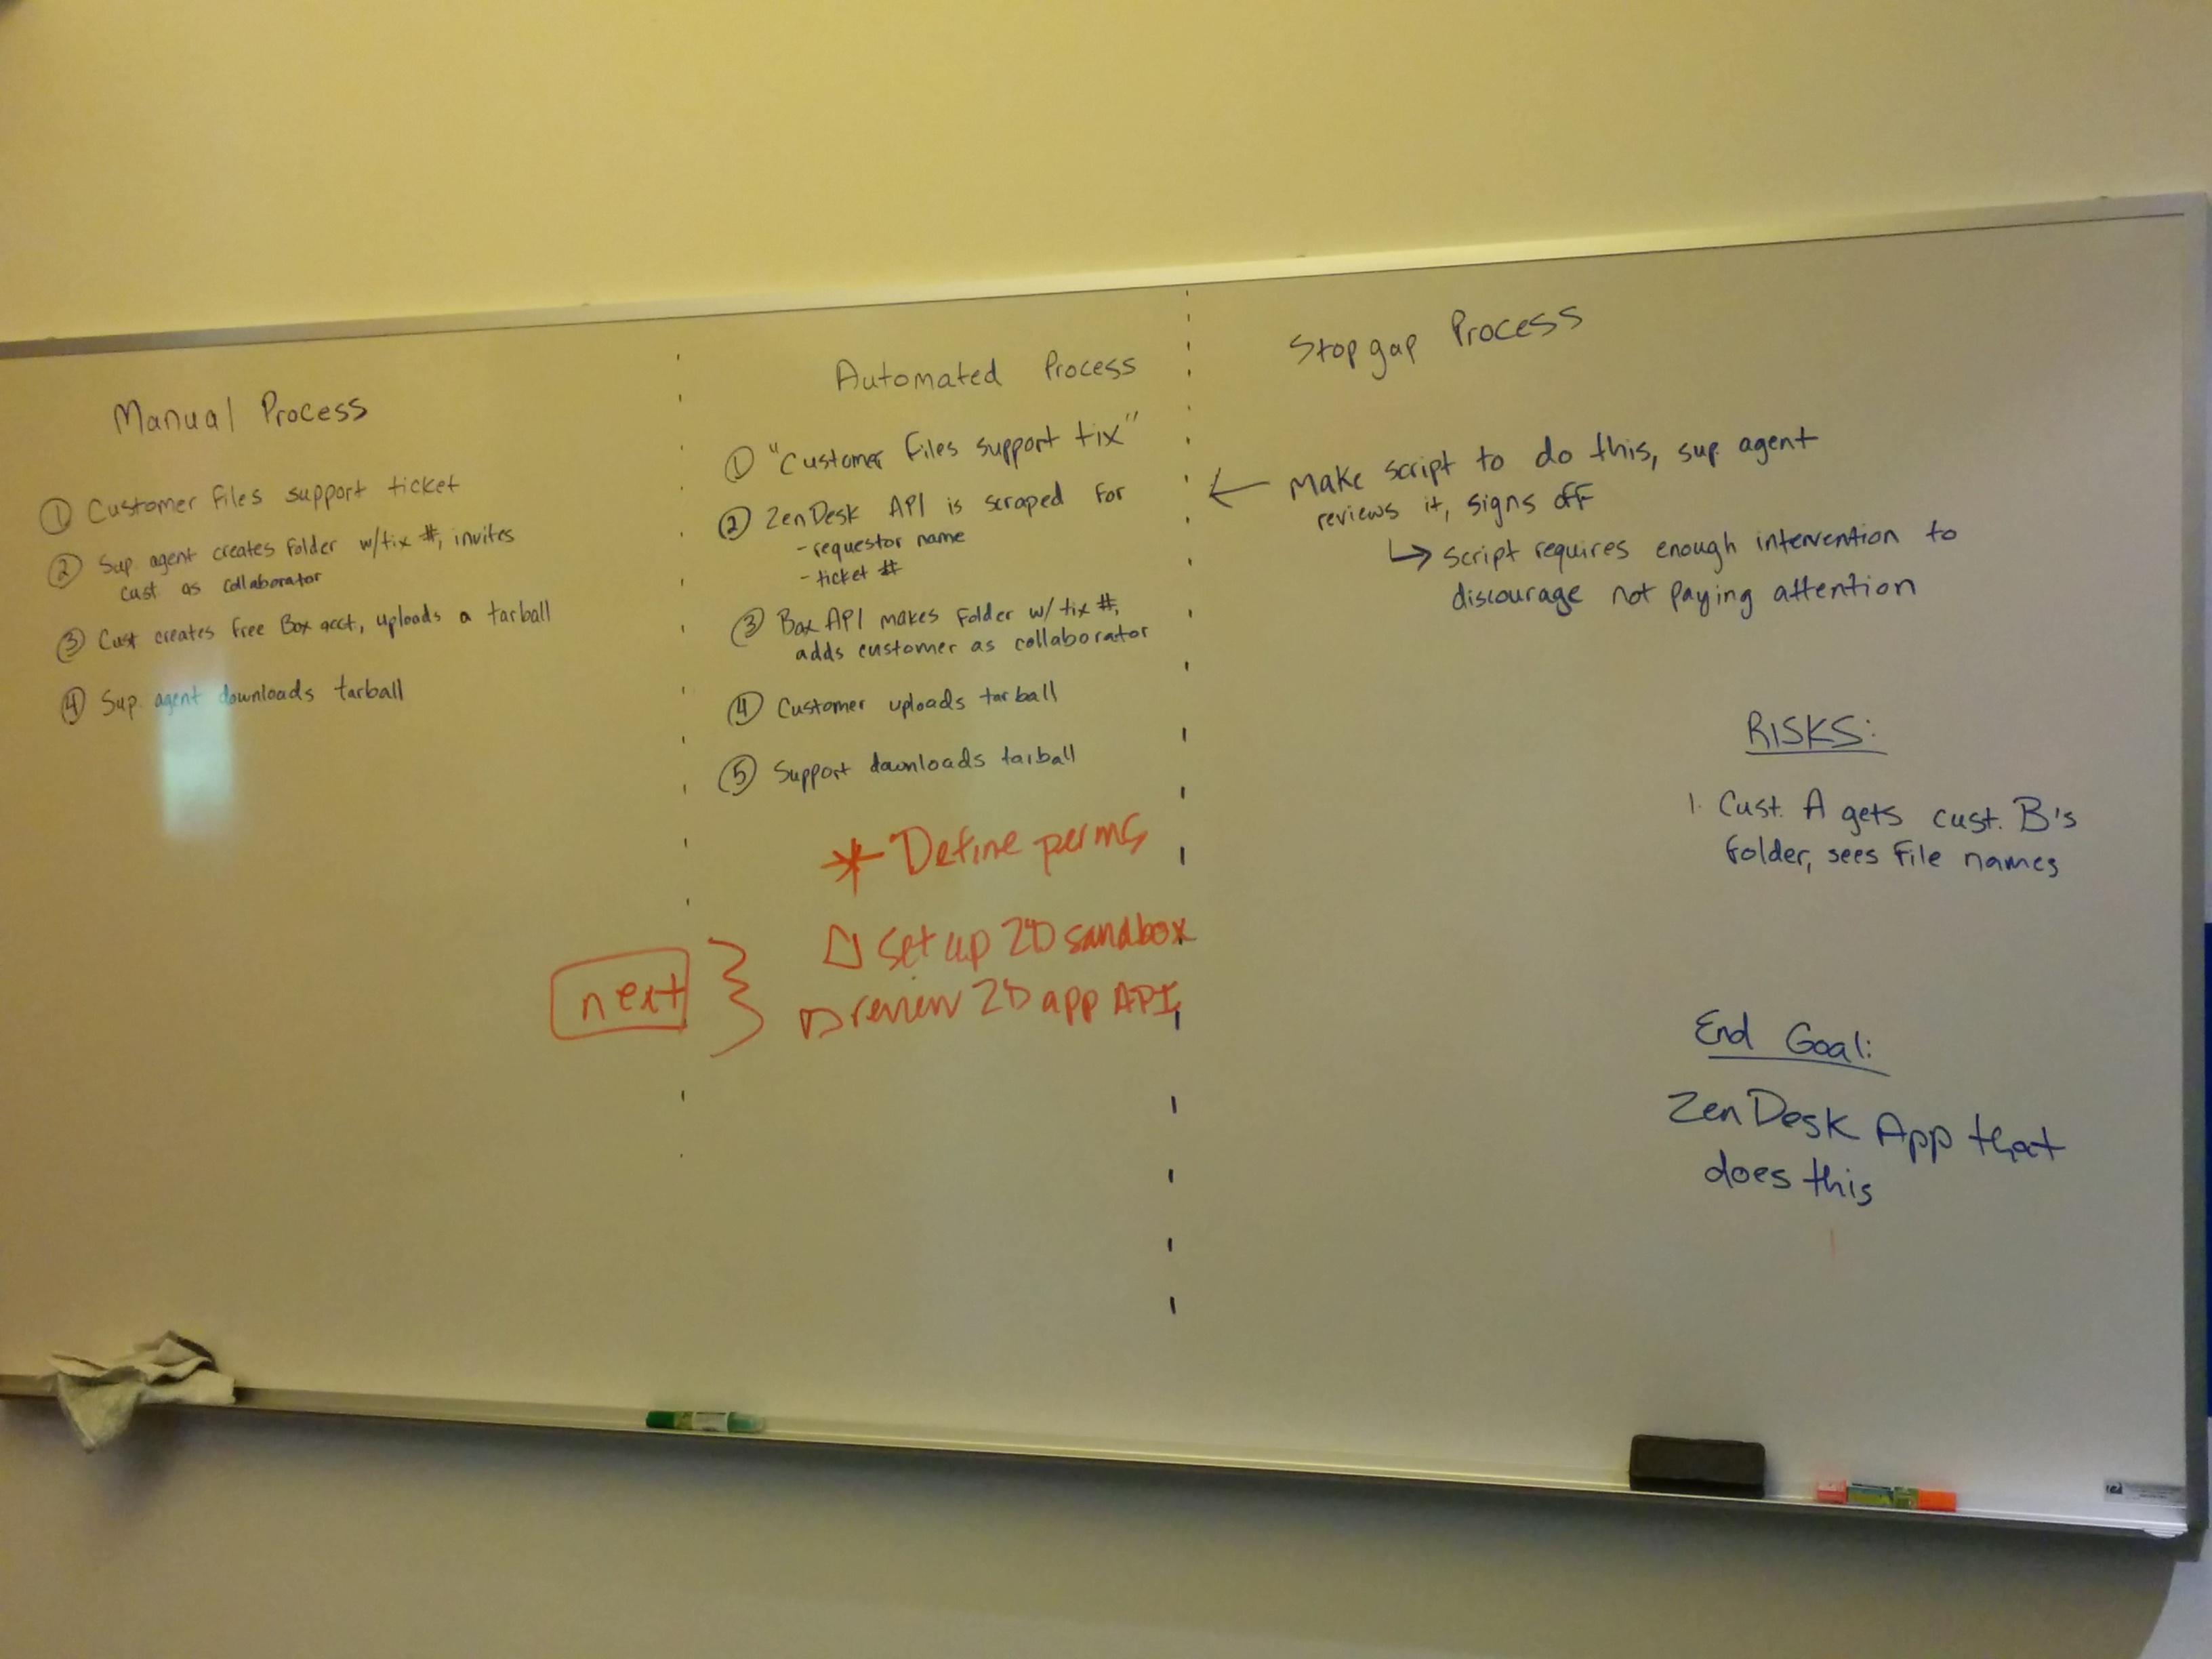 Manual Process
① Customer files support ticket
② Sup. agent creates folder w/tix #, invites
cust as collaborator
③ Cust creates free Box acct, uploads a tarball
④ Sup. agent downloads tarball
Automated Process
① "Customer files support tix"
② ZenDesk API is scraped for
- requestor name
- ticket #
③ Box API makes folder w/ tix #,
adds customer as collaborator
④ Customer uploads tarball
⑤ Support downloads tarball
* Define perms
next
set up ZD sandbox
review ZD app API
Stop gap Process
← Make script to do this, sup. agent
reviews it, signs off
↳ script requires enough intervention to
discourage not paying attention
RISKS:
1. Cust. A gets cust. B's
folder, sees file names
End Goal:
ZenDesk App that
does this